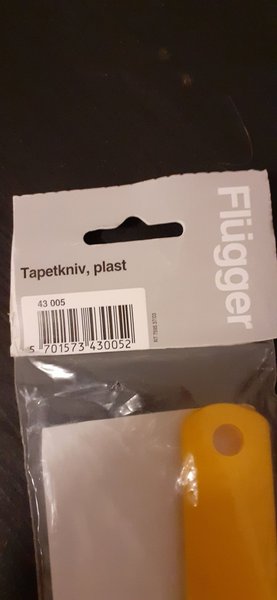 Flügger
Tapetkniv, plast
43 005
5 701573 430052